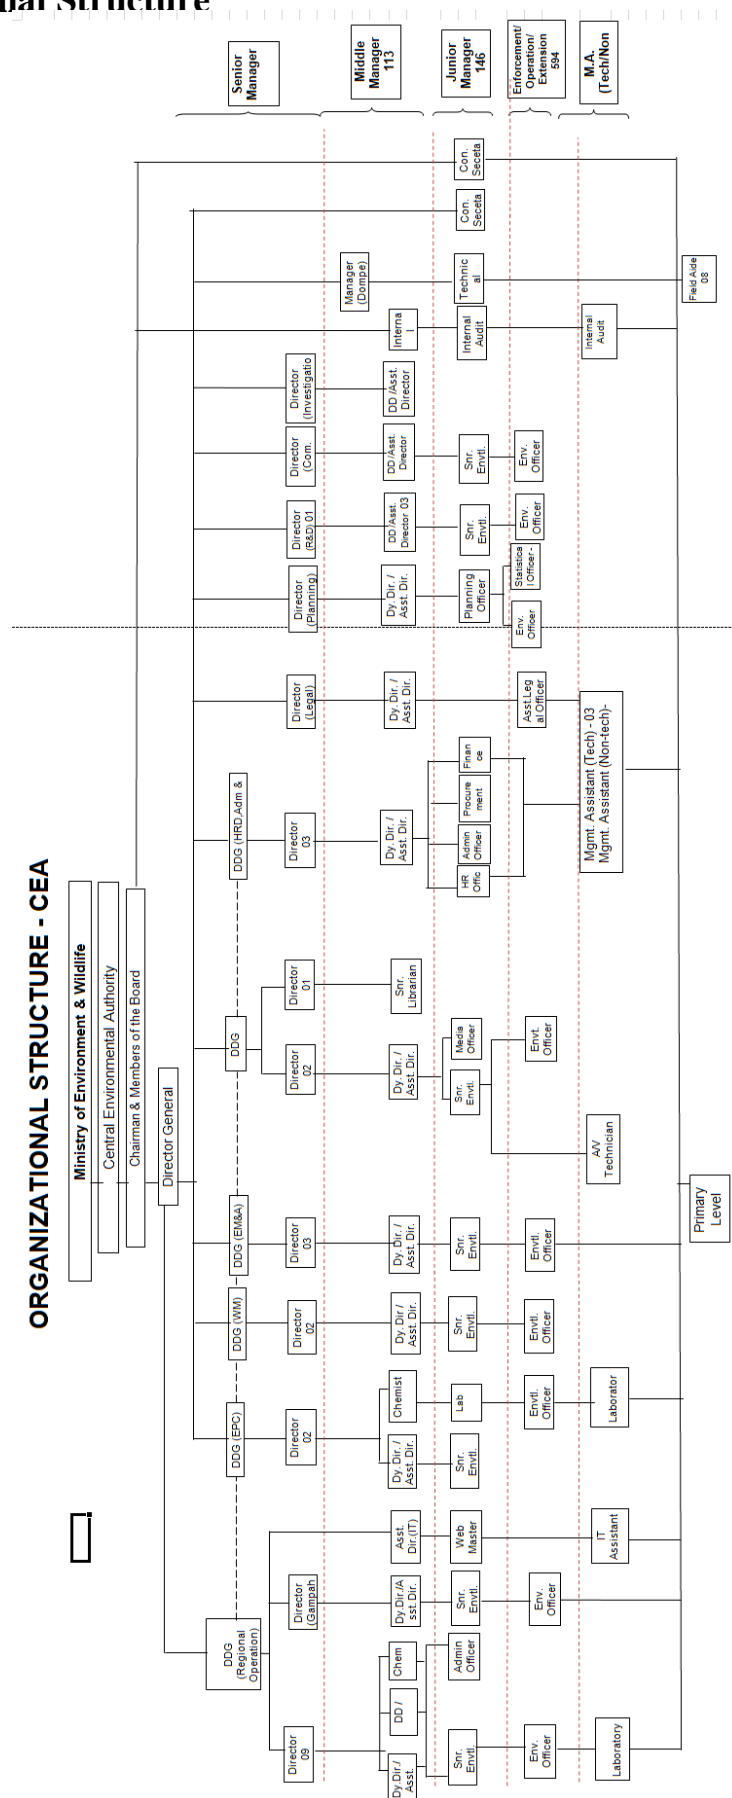 ORGANIZATIONAL STRUCTURE - CEA
Ministry of Environment & Wildlife
Central Environmental Authority
Chairman & Members of the Board
Director General
Senior
Manager
Middle
Manager
113
Junior
Manager
146
Enforcement/
Operation/
Extension
594
M.A.
(Tech/Non
DDG
(Regional
Operation)
DDG (EPC)
DDG (WM)
DDG (EM&A)
DDG
DDG (HRD,Adm &
Director
09
Director
(Gampah
Director
02
Director
02
Director
03
Director
02
Director
01
Director
03
Director
(Legal)
Director
(Planning)
Director
(R&D) 01
Director
(Com.
Director
(Investigatio
Manager
(Dompe)
Dy.Dir./
Asst.
DD /
Chem
Dy.Dir./A
sst. Dir.
Asst.
Dir.(IT)
Dy. Dir. /
Asst. Dir.
Chemist
Dy. Dir /
Asst. Dir.
Dy. Dir. /
Asst. Dir.
Dy. Dir. /
Asst. Dir.
Snr.
Librarian
Dy. Dir. /
Asst. Dir.
Dy. Dir. /
Asst. Dir.
Dy. Dir. /
Asst. Dir.
DD/Asst.
Director 03
DD/Asst.
Director
DD /Asst.
Director
Interna
l
Snr.
Envtl.
Admin
Officer
Snr.
Envtl.
Web
Master
Snr.
Envtl.
Lab
Snr.
Envtl.
Snr.
Envtl.
Snr.
Envtl.
Media
Officer
HR
Offic
Admin
Officer
Procure
ment
Finan
ce
Planning
Officer
Snr.
Envtl.
Snr.
Envtl.
Internal
Audit
Technic
al
Con.
Seceta
Con.
Seceta
Env.
Officer
Env.
Officer
Envtl.
Officer
Envtl.
Officer
Envtl.
Officer
Envt.
Officer
Asst.Leg
al Officer
Env.
Officer
Statistica
l Officer -
Env.
Officer
Env.
Officer
Laboratory
IT
Assistant
Laborator
A/V
Technician
Mgmt. Assistant (Tech) - 03
Mgmt. Assistant (Non-tech)-
Internal
Audit
Primary
Level
Field Aide
08